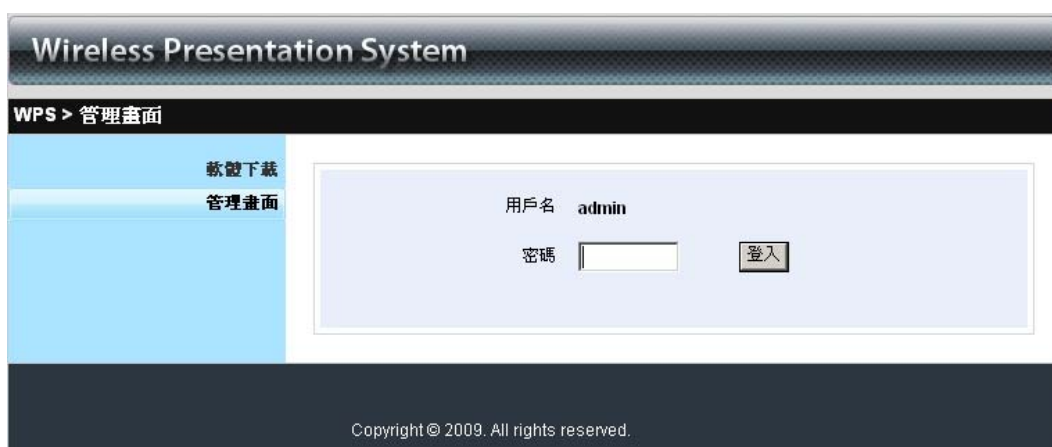 Wireless Presentation System
WPS > 管理畫面
軟體下載
管理畫面
用戶名 admin
密碼 登入
Copyright © 2009. All rights reserved.